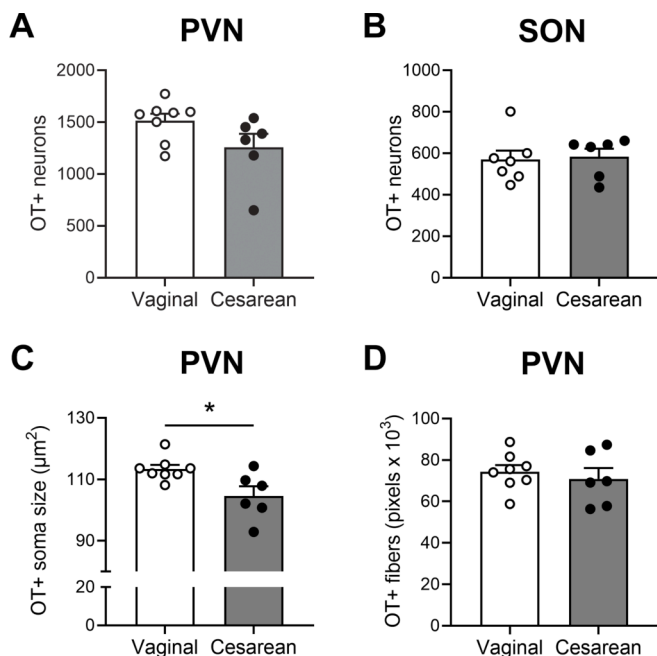 A PVN
OT+ neurons
2000
1500
1000
500
0
Vaginal Cesarean
B SON
OT+ neurons
1000
800
600
400
200
0
Vaginal Cesarean
C PVN
OT+ soma size (µm²)
130
110
90
20
0
*
Vaginal Cesarean
D PVN
OT+ fibers (pixels x 10³)
100
80
60
40
20
0
Vaginal Cesarean